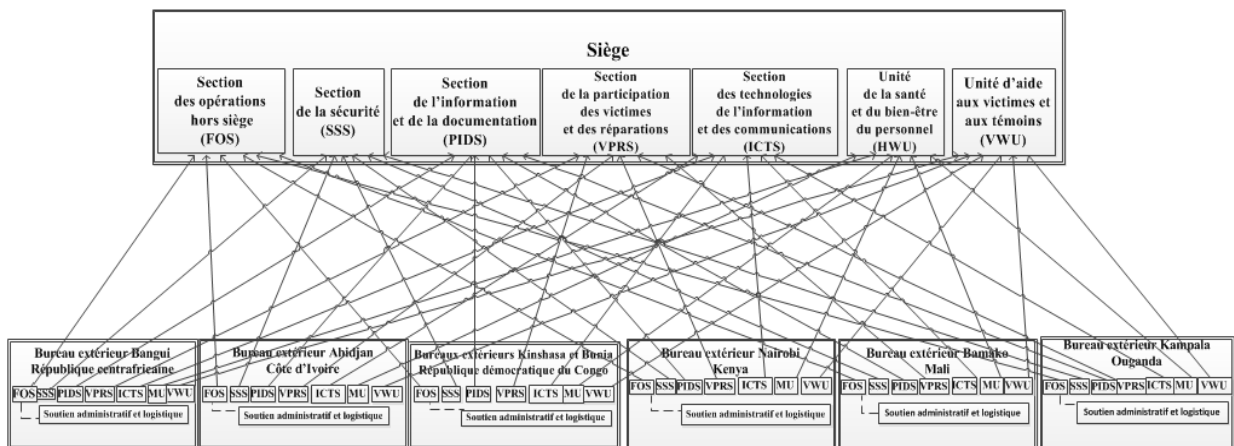 Siège
Section
des opérations
hors siège
(FOS)
Section
de la sécurité
(SSS)
Section
de l'information
et de la documentation
(PIDS)
Section
de la participation
des victimes
et des réparations
(VPRS)
Section
des technologies
de l'information
et des communications
(ICTS)
Unité
de la santé
et du bien-être
du personnel
(HWU)
Unité d'aide
aux victimes et
aux témoins
(VWU)
Bureau extérieur Bangui
République centrafricaine
FOS SSS PIDS VPRS ICTS MU VWU
Soutien administratif et logistique
Bureau extérieur Abidjan
Côte d'Ivoire
FOS SSS PIDS VPRS ICTS MU VWU
Soutien administratif et logistique
Bureaux extérieurs Kinshasa et Bunia
République démocratique du Congo
FOS SSS PIDS VPRS ICTS MU VWU
Soutien administratif et logistique
Bureau extérieur Nairobi
Kenya
FOS SSS PIDS VPRS ICTS MU VWU
Soutien administratif et logistique
Bureau extérieur Bamako
Mali
FOS SSS PIDS VPRS ICTS MU VWU
Soutien administratif et logistique
Bureau extérieur Kampala
Ouganda
FOS SSS PIDS VPRS ICTS MU VWU
Soutien administratif et logistique